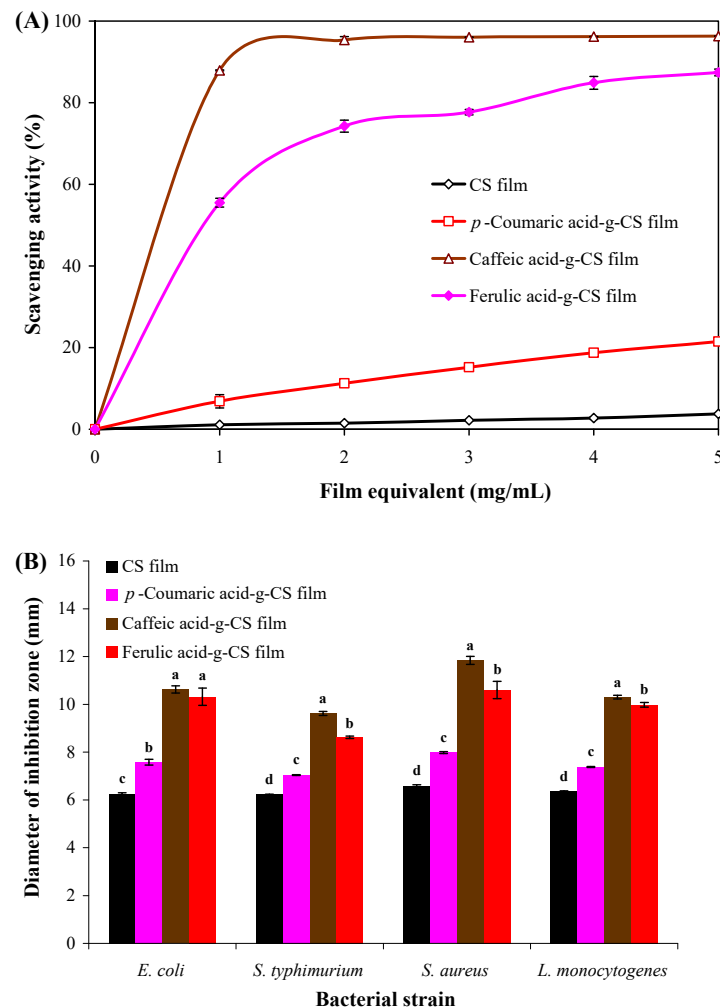 (A)
100
80
60
40
20
0
Scavenging activity (%)
CS film
p-Coumaric acid-g-CS film
Caffeic acid-g-CS film
Ferulic acid-g-CS film
0 1 2 3 4 5
Film equivalent (mg/mL)
(B)
16
14
12
10
8
6
4
2
0
Diameter of inhibition zone (mm)
CS film
p-Coumaric acid-g-CS film
Caffeic acid-g-CS film
Ferulic acid-g-CS film
c b a a
d c a b
d c a b
d c a b
E. coli S. typhimurium S. aureus L. monocytogenes
Bacterial strain